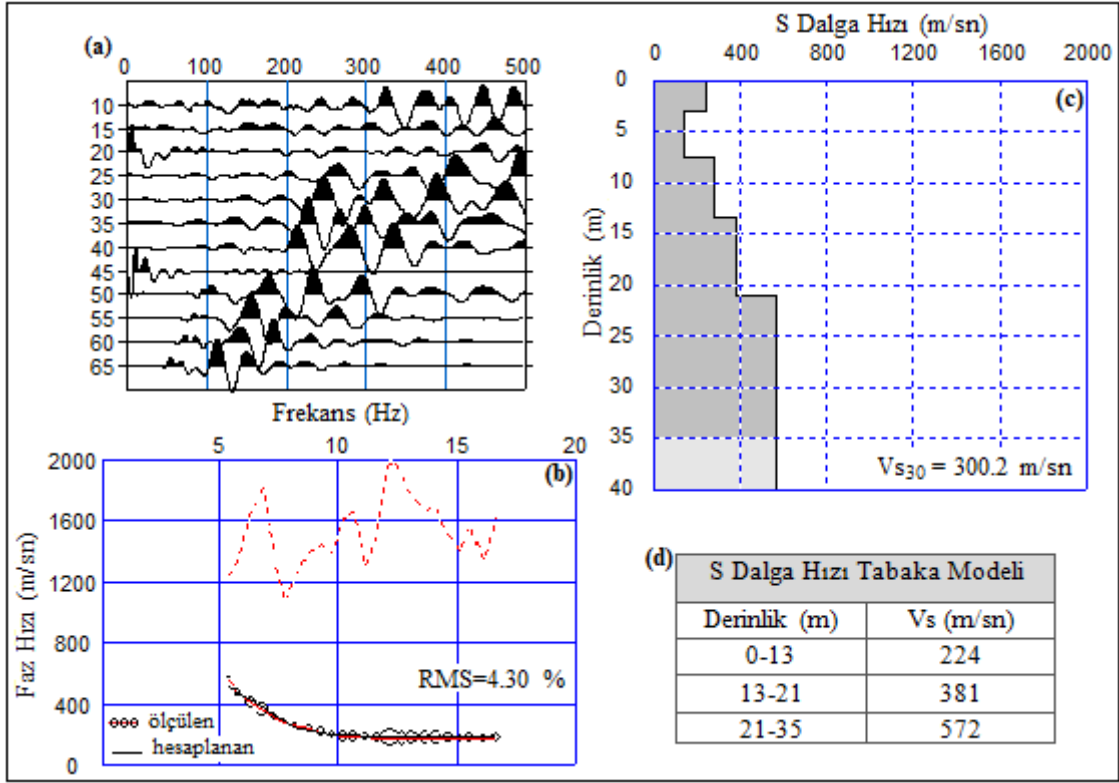 (a)
0 100 200 300 400 500
10
15
20
25
30
35
40
45
50
55
60
65
Frekans (Hz)
5 10 15 20
(b)
2000
1600
1200
800
400
0
Faz Hızı (m/sn)
RMS=4.30 %
ölçülen
hesaplanan
S Dalga Hızı (m/sn)
0 400 800 1200 1600 2000
(c)
0
5
10
15
20
25
30
35
40
Derinlik (m)
Vs30 = 300.2 m/sn
(d)
S Dalga Hızı Tabaka Modeli
Derinlik (m) Vs (m/sn)
0-13 224
13-21 381
21-35 572